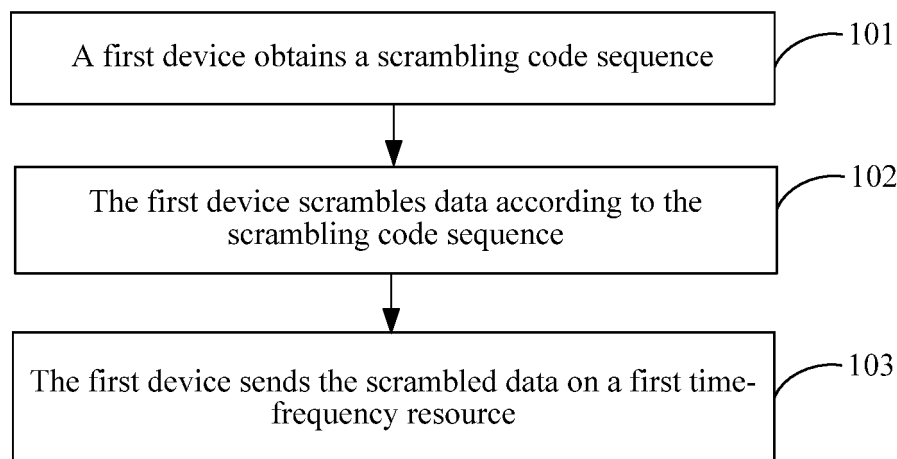 A first device obtains a scrambling code sequence
101
The first device scrambles data according to the
scrambling code sequence
102
The first device sends the scrambled data on a first time-
frequency resource
103